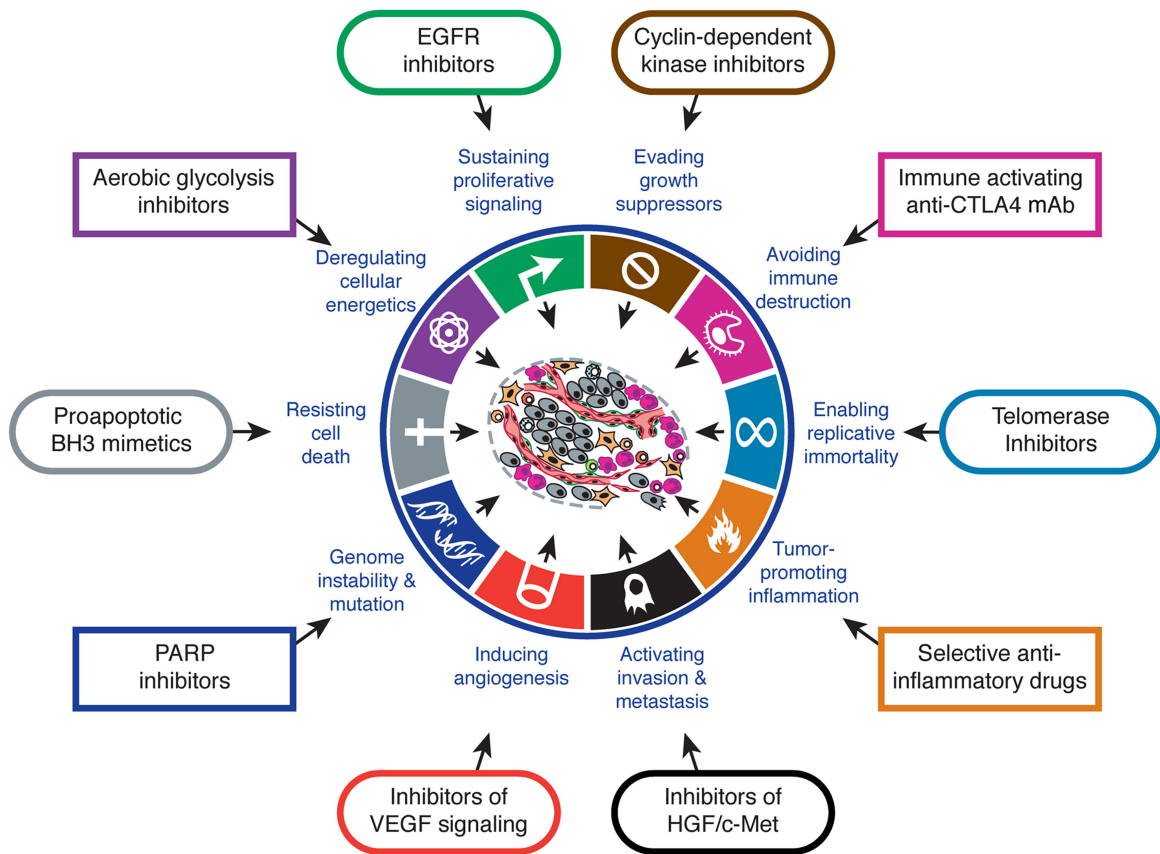 EGFR
inhibitors
Cyclin-dependent
kinase inhibitors
Sustaining
proliferative
signaling
Evading
growth
suppressors
Aerobic glycolysis
inhibitors
Immune activating
anti-CTLA4 mAb
Deregulating
cellular
energetics
Avoiding
immune
destruction
Proapoptotic
BH3 mimetics
Resisting
cell
death
Enabling
replicative
immortality
Telomerase
Inhibitors
Genome
instability &
mutation
Tumor-
promoting
inflammation
PARP
inhibitors
Inducing
angiogenesis
Activating
invasion &
metastasis
Selective anti-
inflammatory drugs
Inhibitors of
VEGF signaling
Inhibitors of
HGF/c-Met